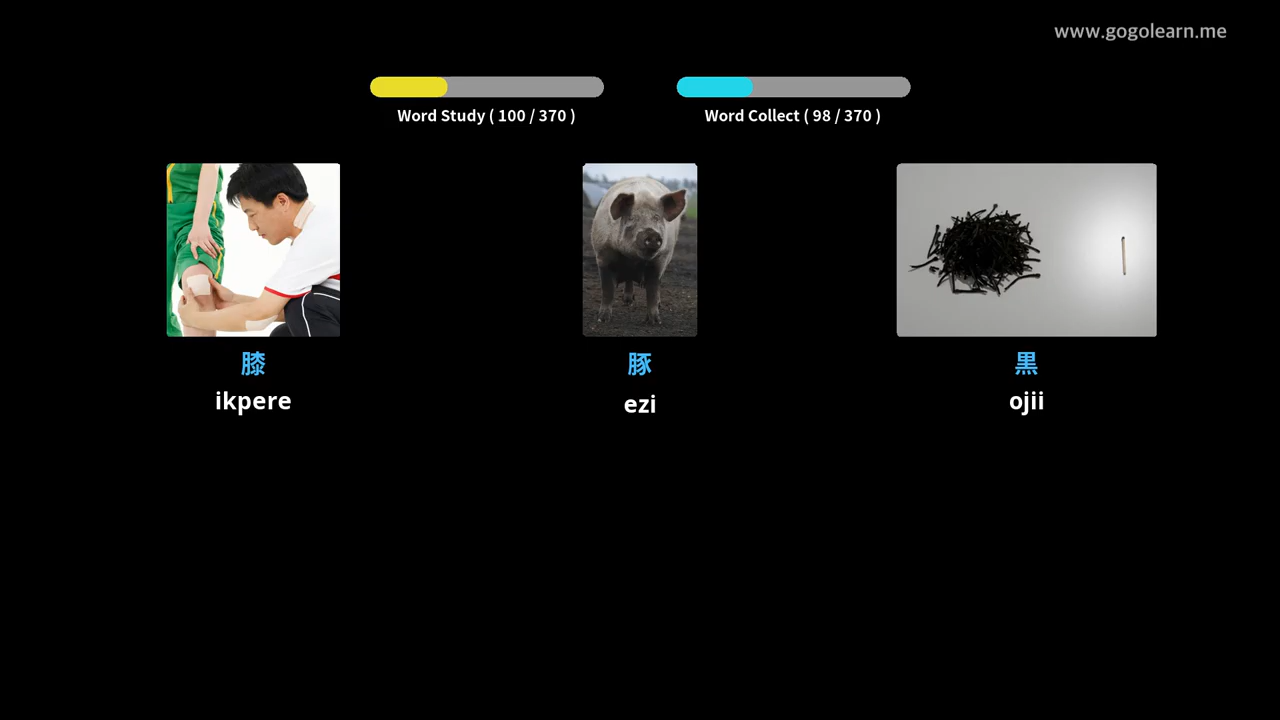 www.gogolearn.me
Word Study ( 100 / 370 )
Word Collect ( 98 / 370 )
膝
豚
黒
ikpere
ezi
ojii